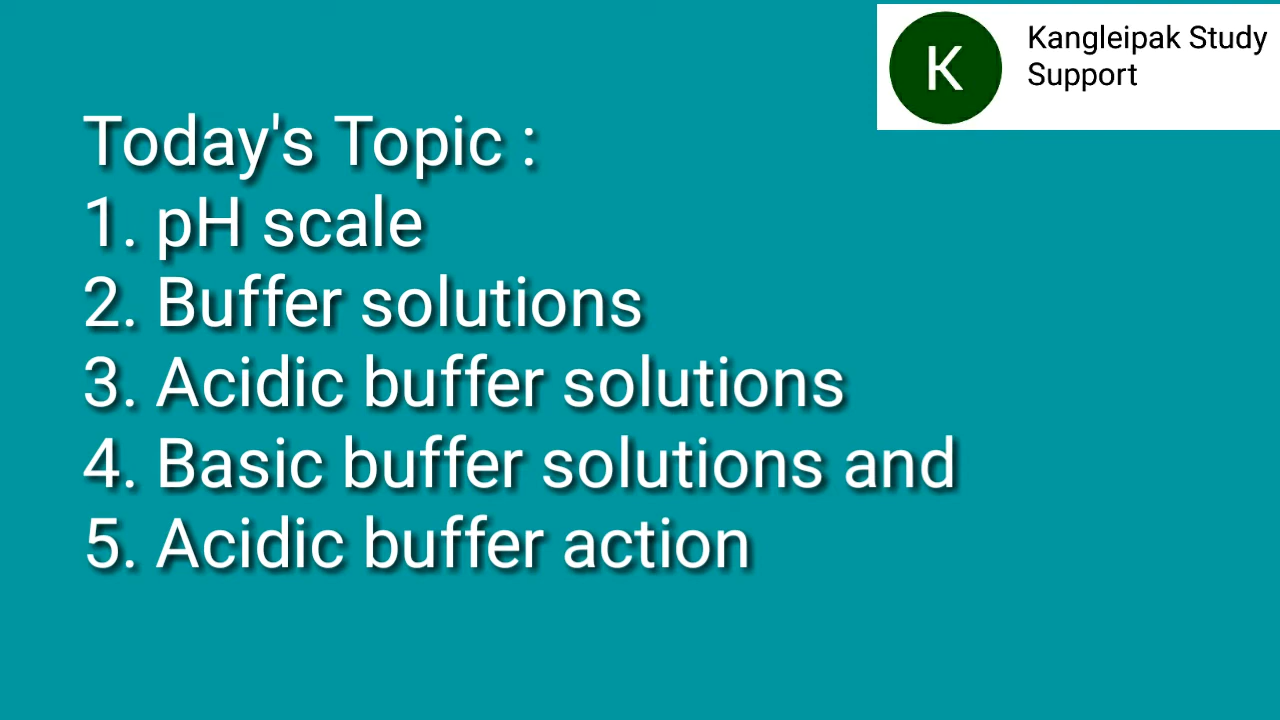 K
Kangleipak Study
Support
Today's Topic :
1. pH scale
2. Buffer solutions
3. Acidic buffer solutions
4. Basic buffer solutions and
5. Acidic buffer action